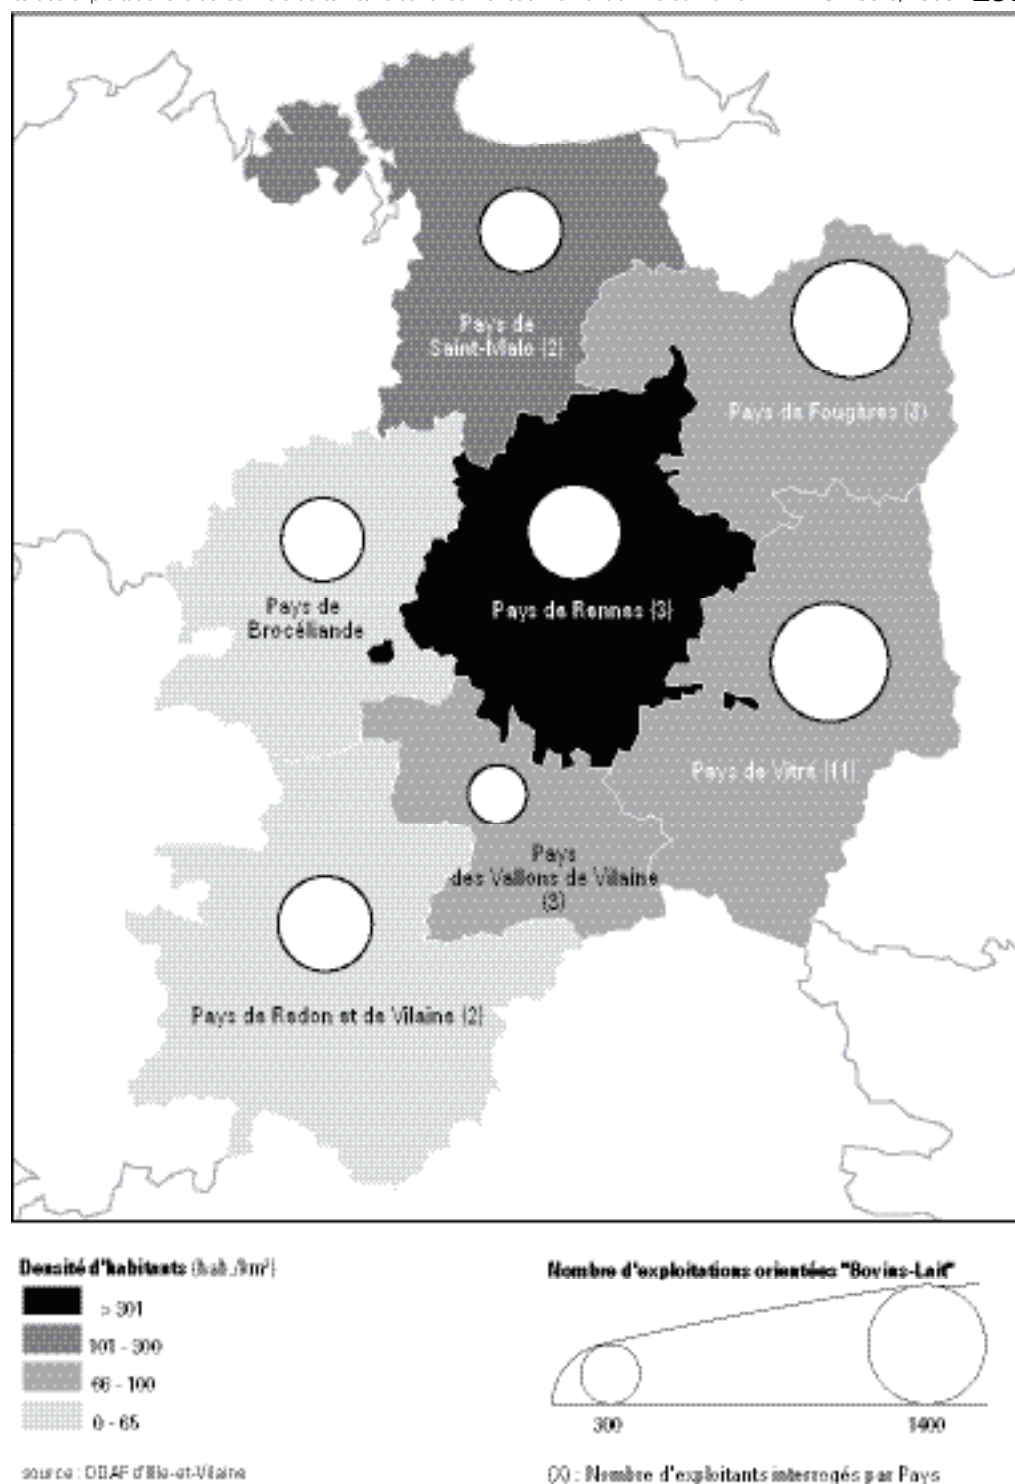 Pays de
Saint-Malo (2)
Pays de Fougères (3)
Pays de
Brocéliande
Pays de Rennes (3)
Pays de Vitré (11)
Pays
des Vallons de Vilaine
(3)
Pays de Redon et de Vilaine (2)
Densité d'habitants (hab./km²)
> 301
101 - 300
66 - 100
0 - 65
source : DDAF d'Ille-et-Vilaine
Nombre d'exploitations orientées "Bovins-Lait"
300
1400
(X) : Nombre d'exploitants interrogés par Pays